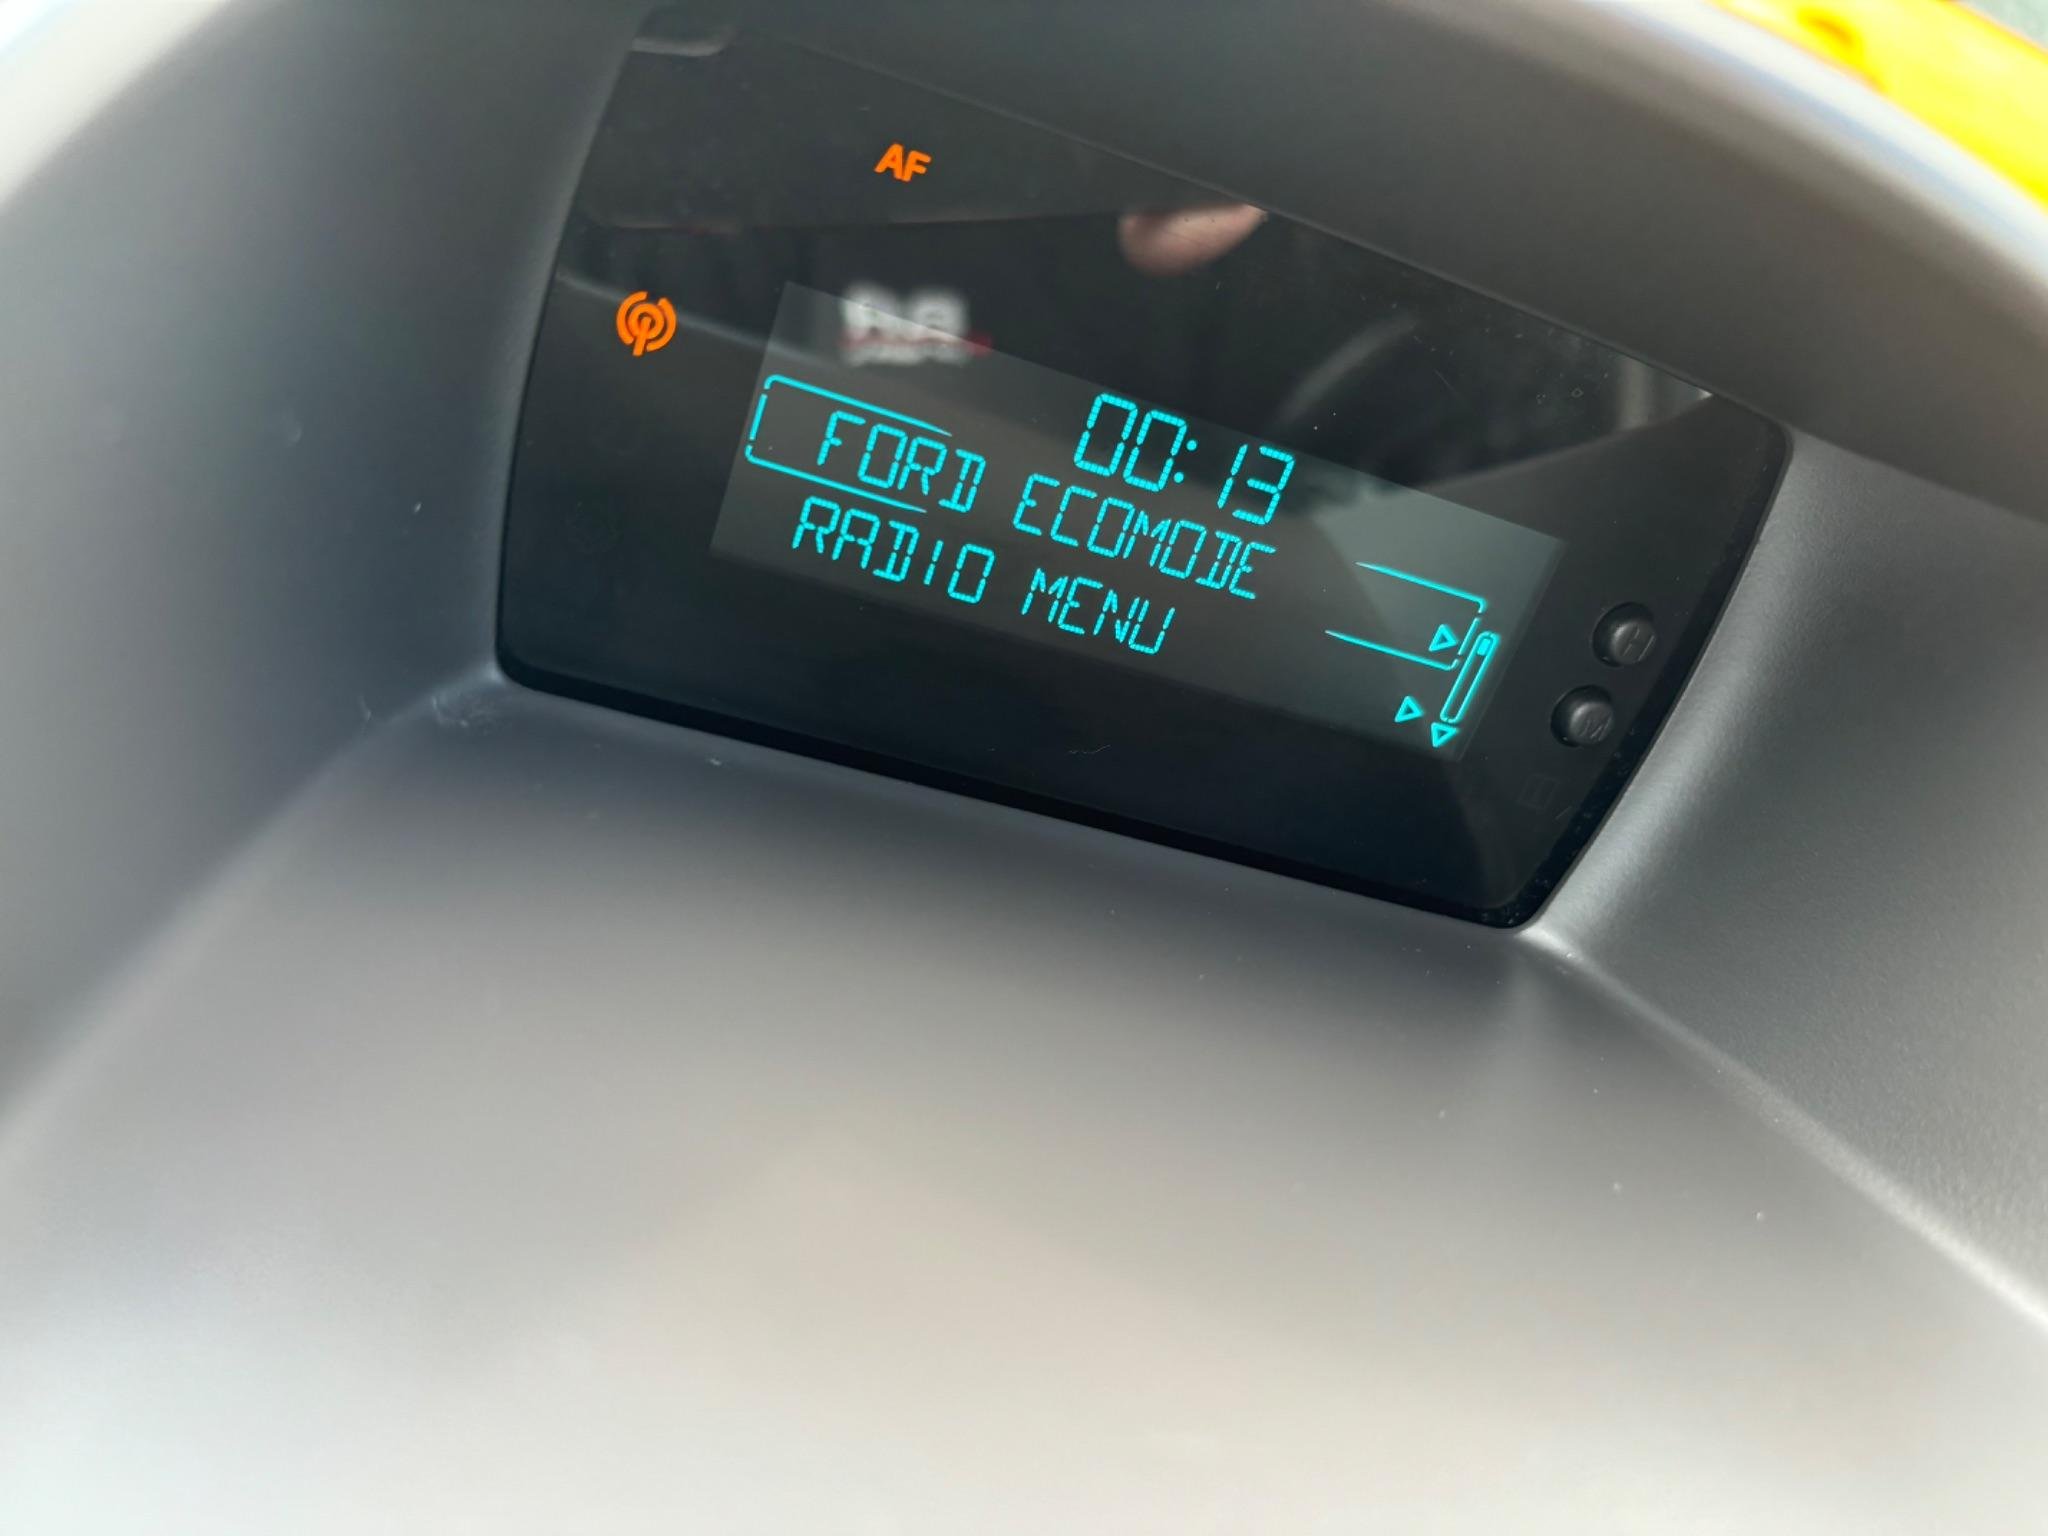 AF
00:13
FORD ECOMODE
RADIO MENU
H
M